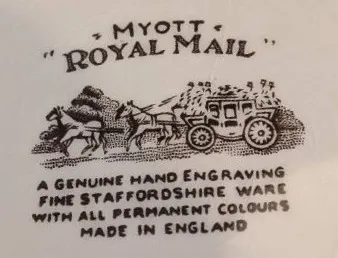 MYOTT
"ROYAL MAIL"
A GENUINE HAND ENGRAVING
FINE STAFFORDSHIRE WARE
WITH ALL PERMANENT COLOURS
MADE IN ENGLAND